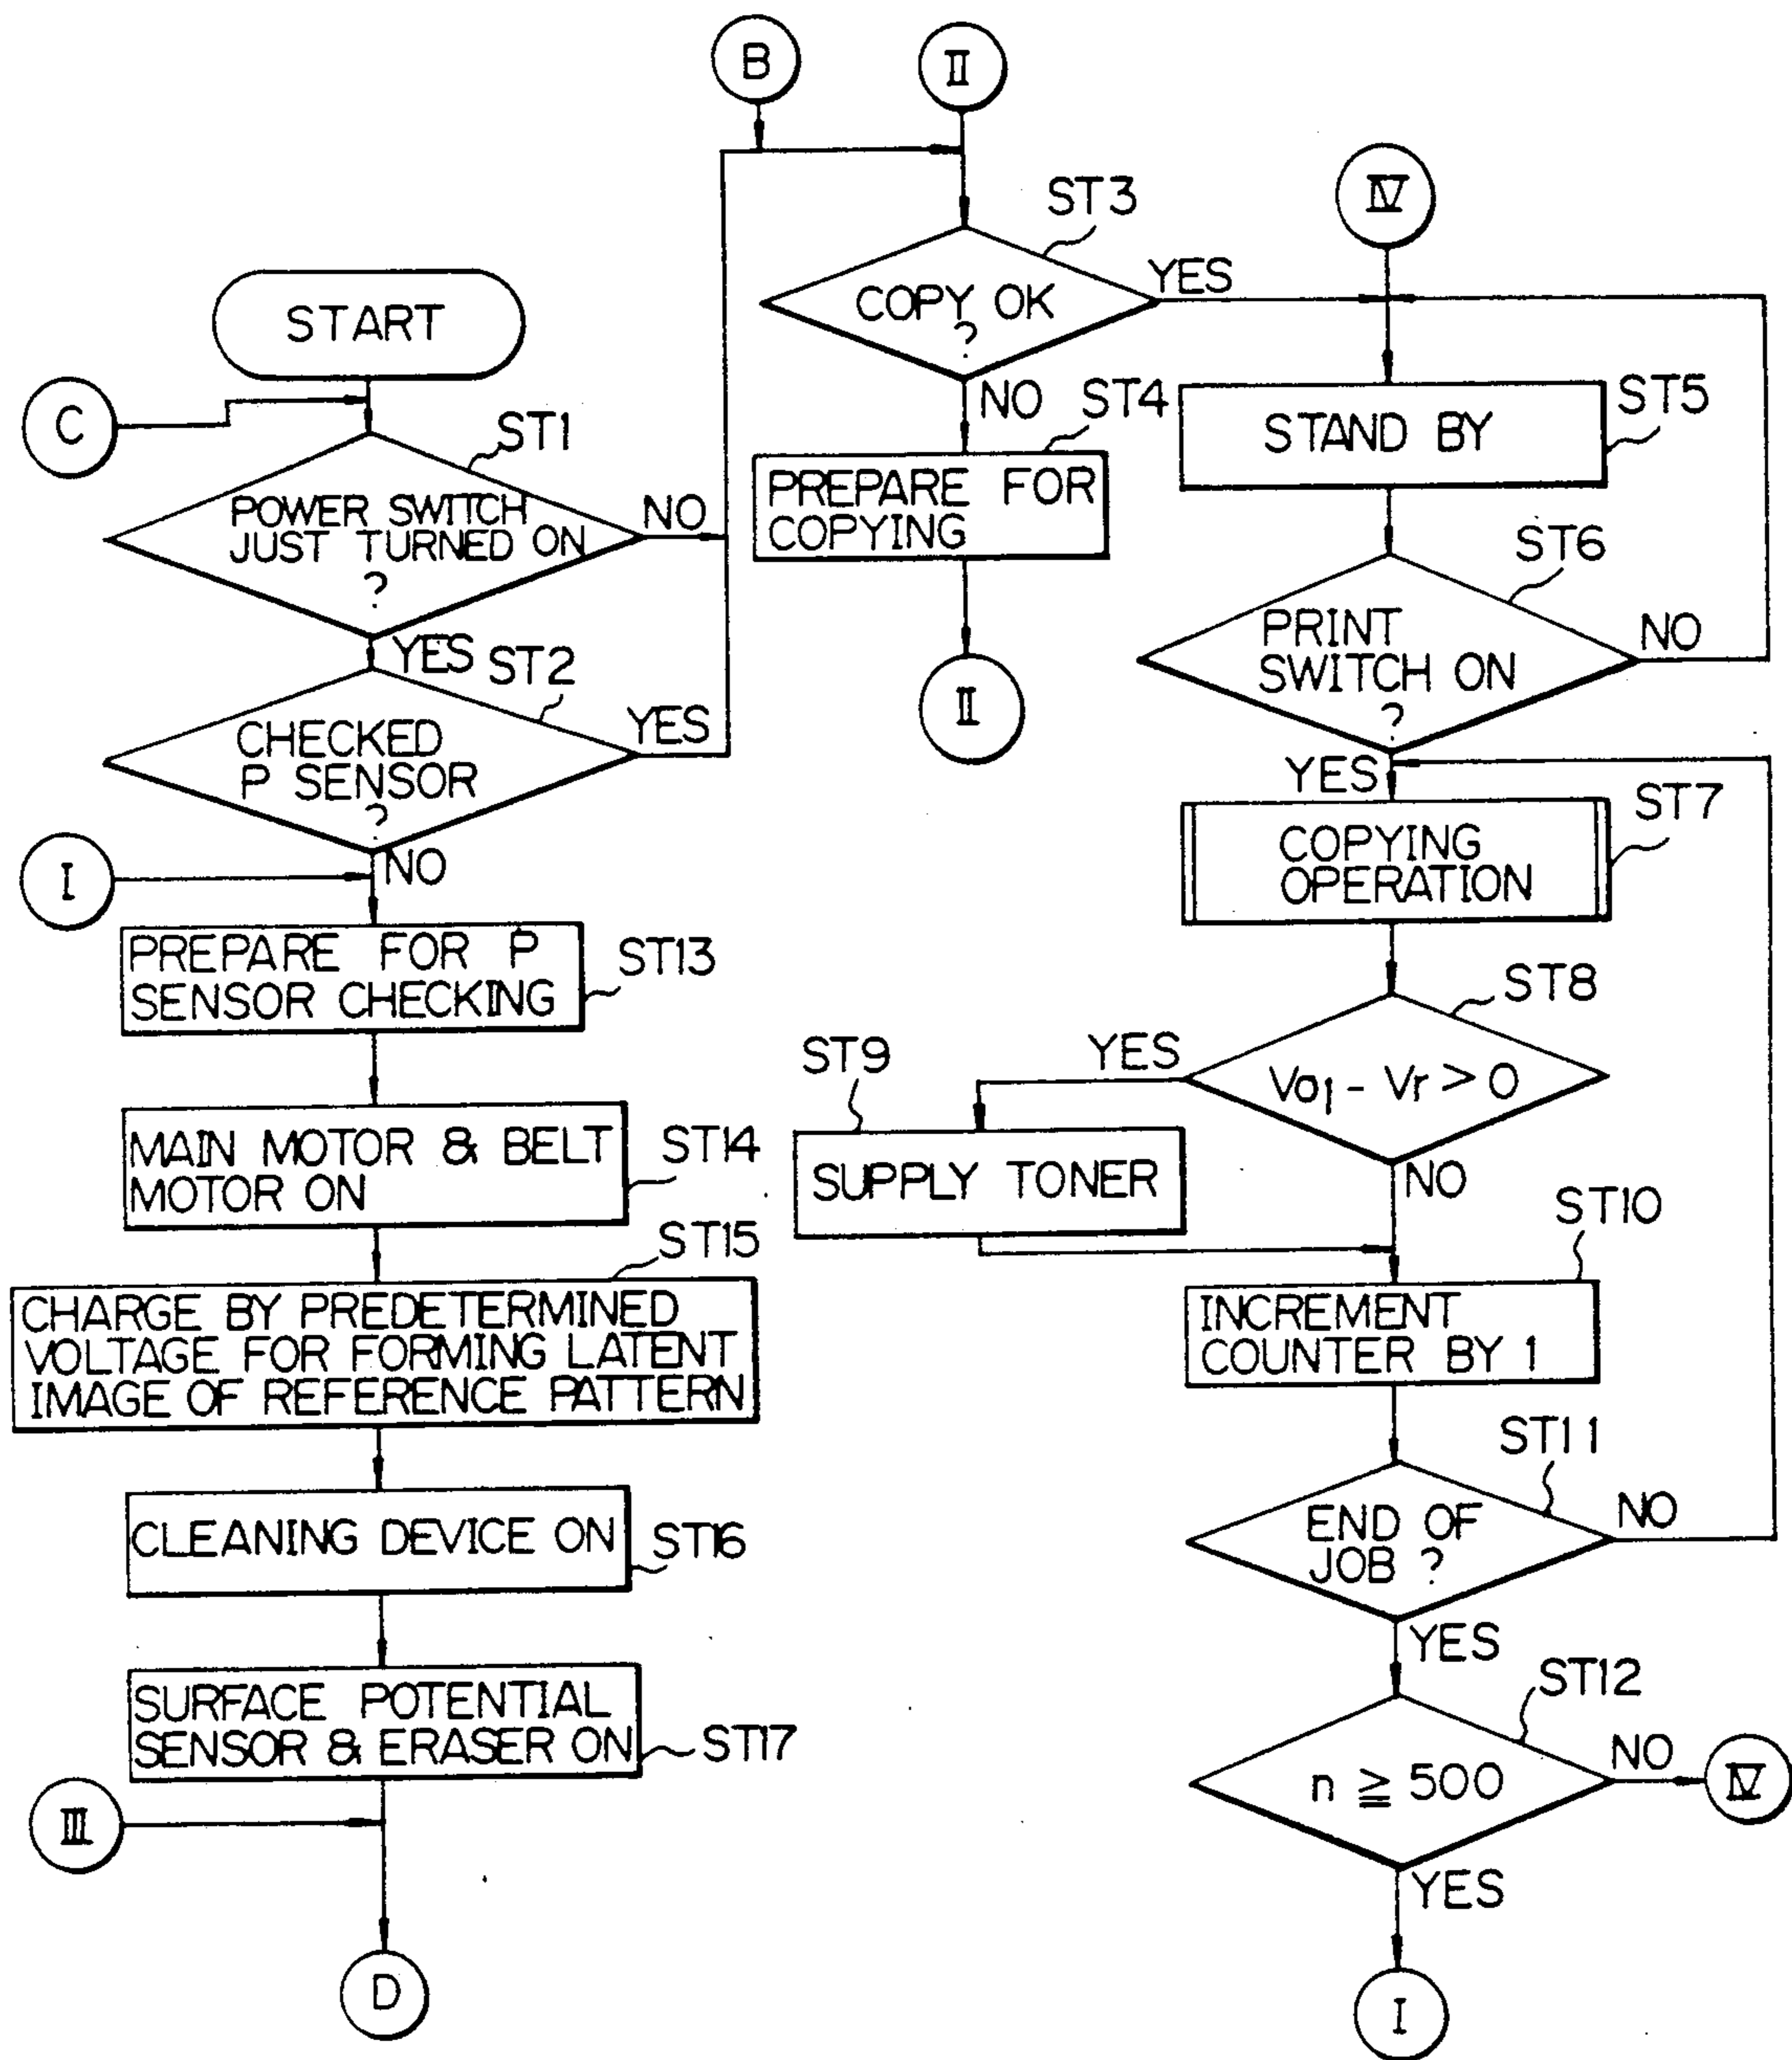 START
C
ST1
POWER SWITCH
JUST TURNED ON
?
NO
YES
ST2
CHECKED
P SENSOR
?
YES
NO
I
PREPARE FOR P
SENSOR CHECKING
ST13
MAIN MOTOR & BELT
MOTOR ON
ST14
ST15
CHARGE BY PREDETERMINED
VOLTAGE FOR FORMING LATENT
IMAGE OF REFERENCE PATTERN
CLEANING DEVICE ON
ST16
SURFACE POTENTIAL
SENSOR & ERASER ON
ST17
III
D
B
II
ST3
COPY OK
?
YES
NO
ST4
PREPARE FOR
COPYING
II
IV
STAND BY
ST5
ST6
PRINT
SWITCH ON
?
NO
YES
ST7
COPYING
OPERATION
ST8
Vo1 - Vr > 0
YES
NO
ST9
SUPPLY TONER
ST10
INCREMENT
COUNTER BY 1
ST11
END OF
JOB ?
NO
YES
ST12
n ≧ 500
NO
IV
YES
I